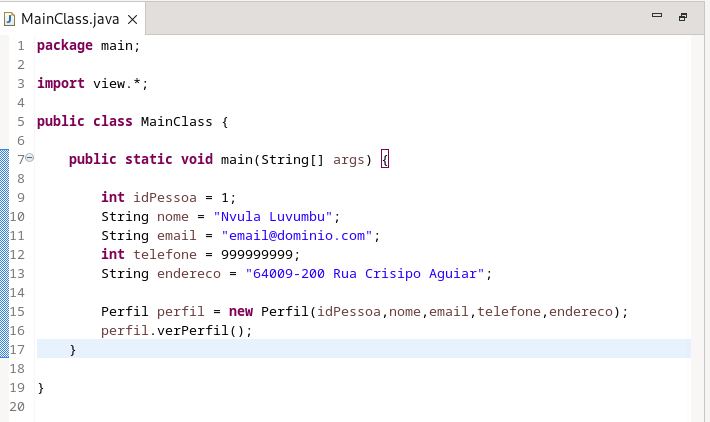 MainClass.java
1 package main;
2
3 import view.*;
4
5 public class MainClass {
6
7 public static void main(String[] args) {
8
9 int idPessoa = 1;
10 String nome = "Nvula Luvumbu";
11 String email = "email@dominio.com";
12 int telefone = 999999999;
13 String endereco = "64009-200 Rua Crisipo Aguiar";
14
15 Perfil perfil = new Perfil(idPessoa,nome,email,telefone,endereco);
16 perfil.verPerfil();
17 }
18
19 }
20